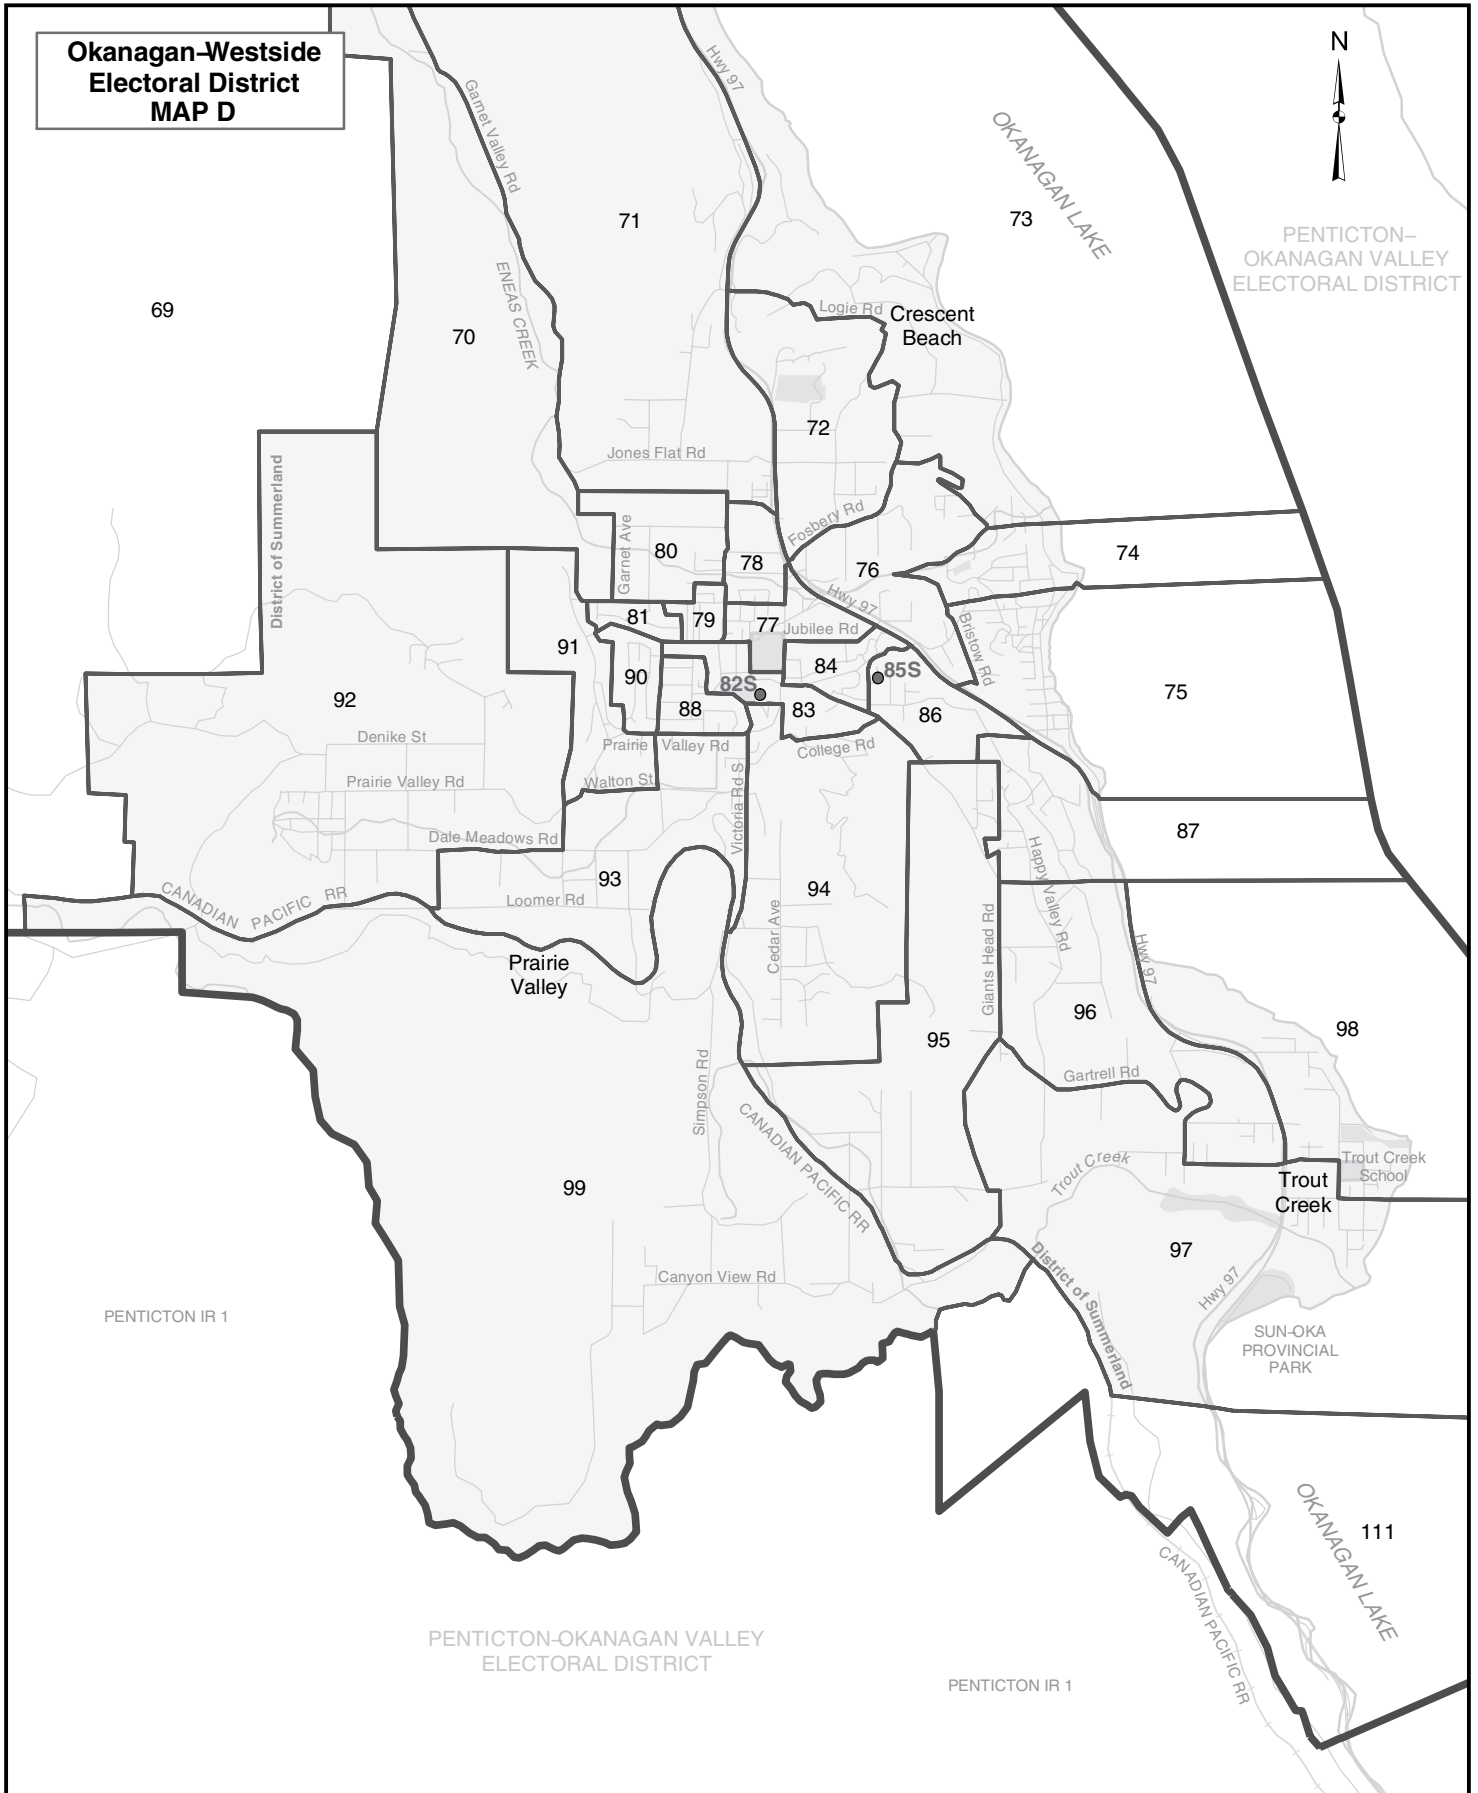 Okanagan–Westside
Electoral District
MAP D
N
Hwy 97
Garnet Valley Rd
OKANAGAN LAKE
73
71
PENTICTON–
OKANAGAN VALLEY
ELECTORAL DISTRICT
69
70
ENEAS CREEK
Logie Rd
Crescent
Beach
72
Jones Flat Rd
District of Summerland
Fosbery Rd
Garnet Ave
80
78
76
74
Hwy 97
81
79
77
Jubilee Rd
Bristow Rd
91
90
84
85S
82S
92
88
83
86
75
Denike St
Prairie
Valley Rd
College Rd
Prairie Valley Rd
Walton St
Victoria Rd S
Dale Meadows Rd
87
Happy Valley Rd
93
94
CANADIAN PACIFIC RR
Loomer Rd
Cedar Ave
Giants Head Rd
Hwy 97
Prairie
Valley
96
98
95
Simpson Rd
Gartrell Rd
CANADIAN PACIFIC RR
Trout Creek
Trout Creek
School
Trout
Creek
99
97
District of Summerland
Canyon View Rd
Hwy 97
PENTICTON IR 1
SUN-OKA
PROVINCIAL
PARK
OKANAGAN LAKE
111
CANADIAN PACIFIC RR
PENTICTON-OKANAGAN VALLEY
ELECTORAL DISTRICT
PENTICTON IR 1